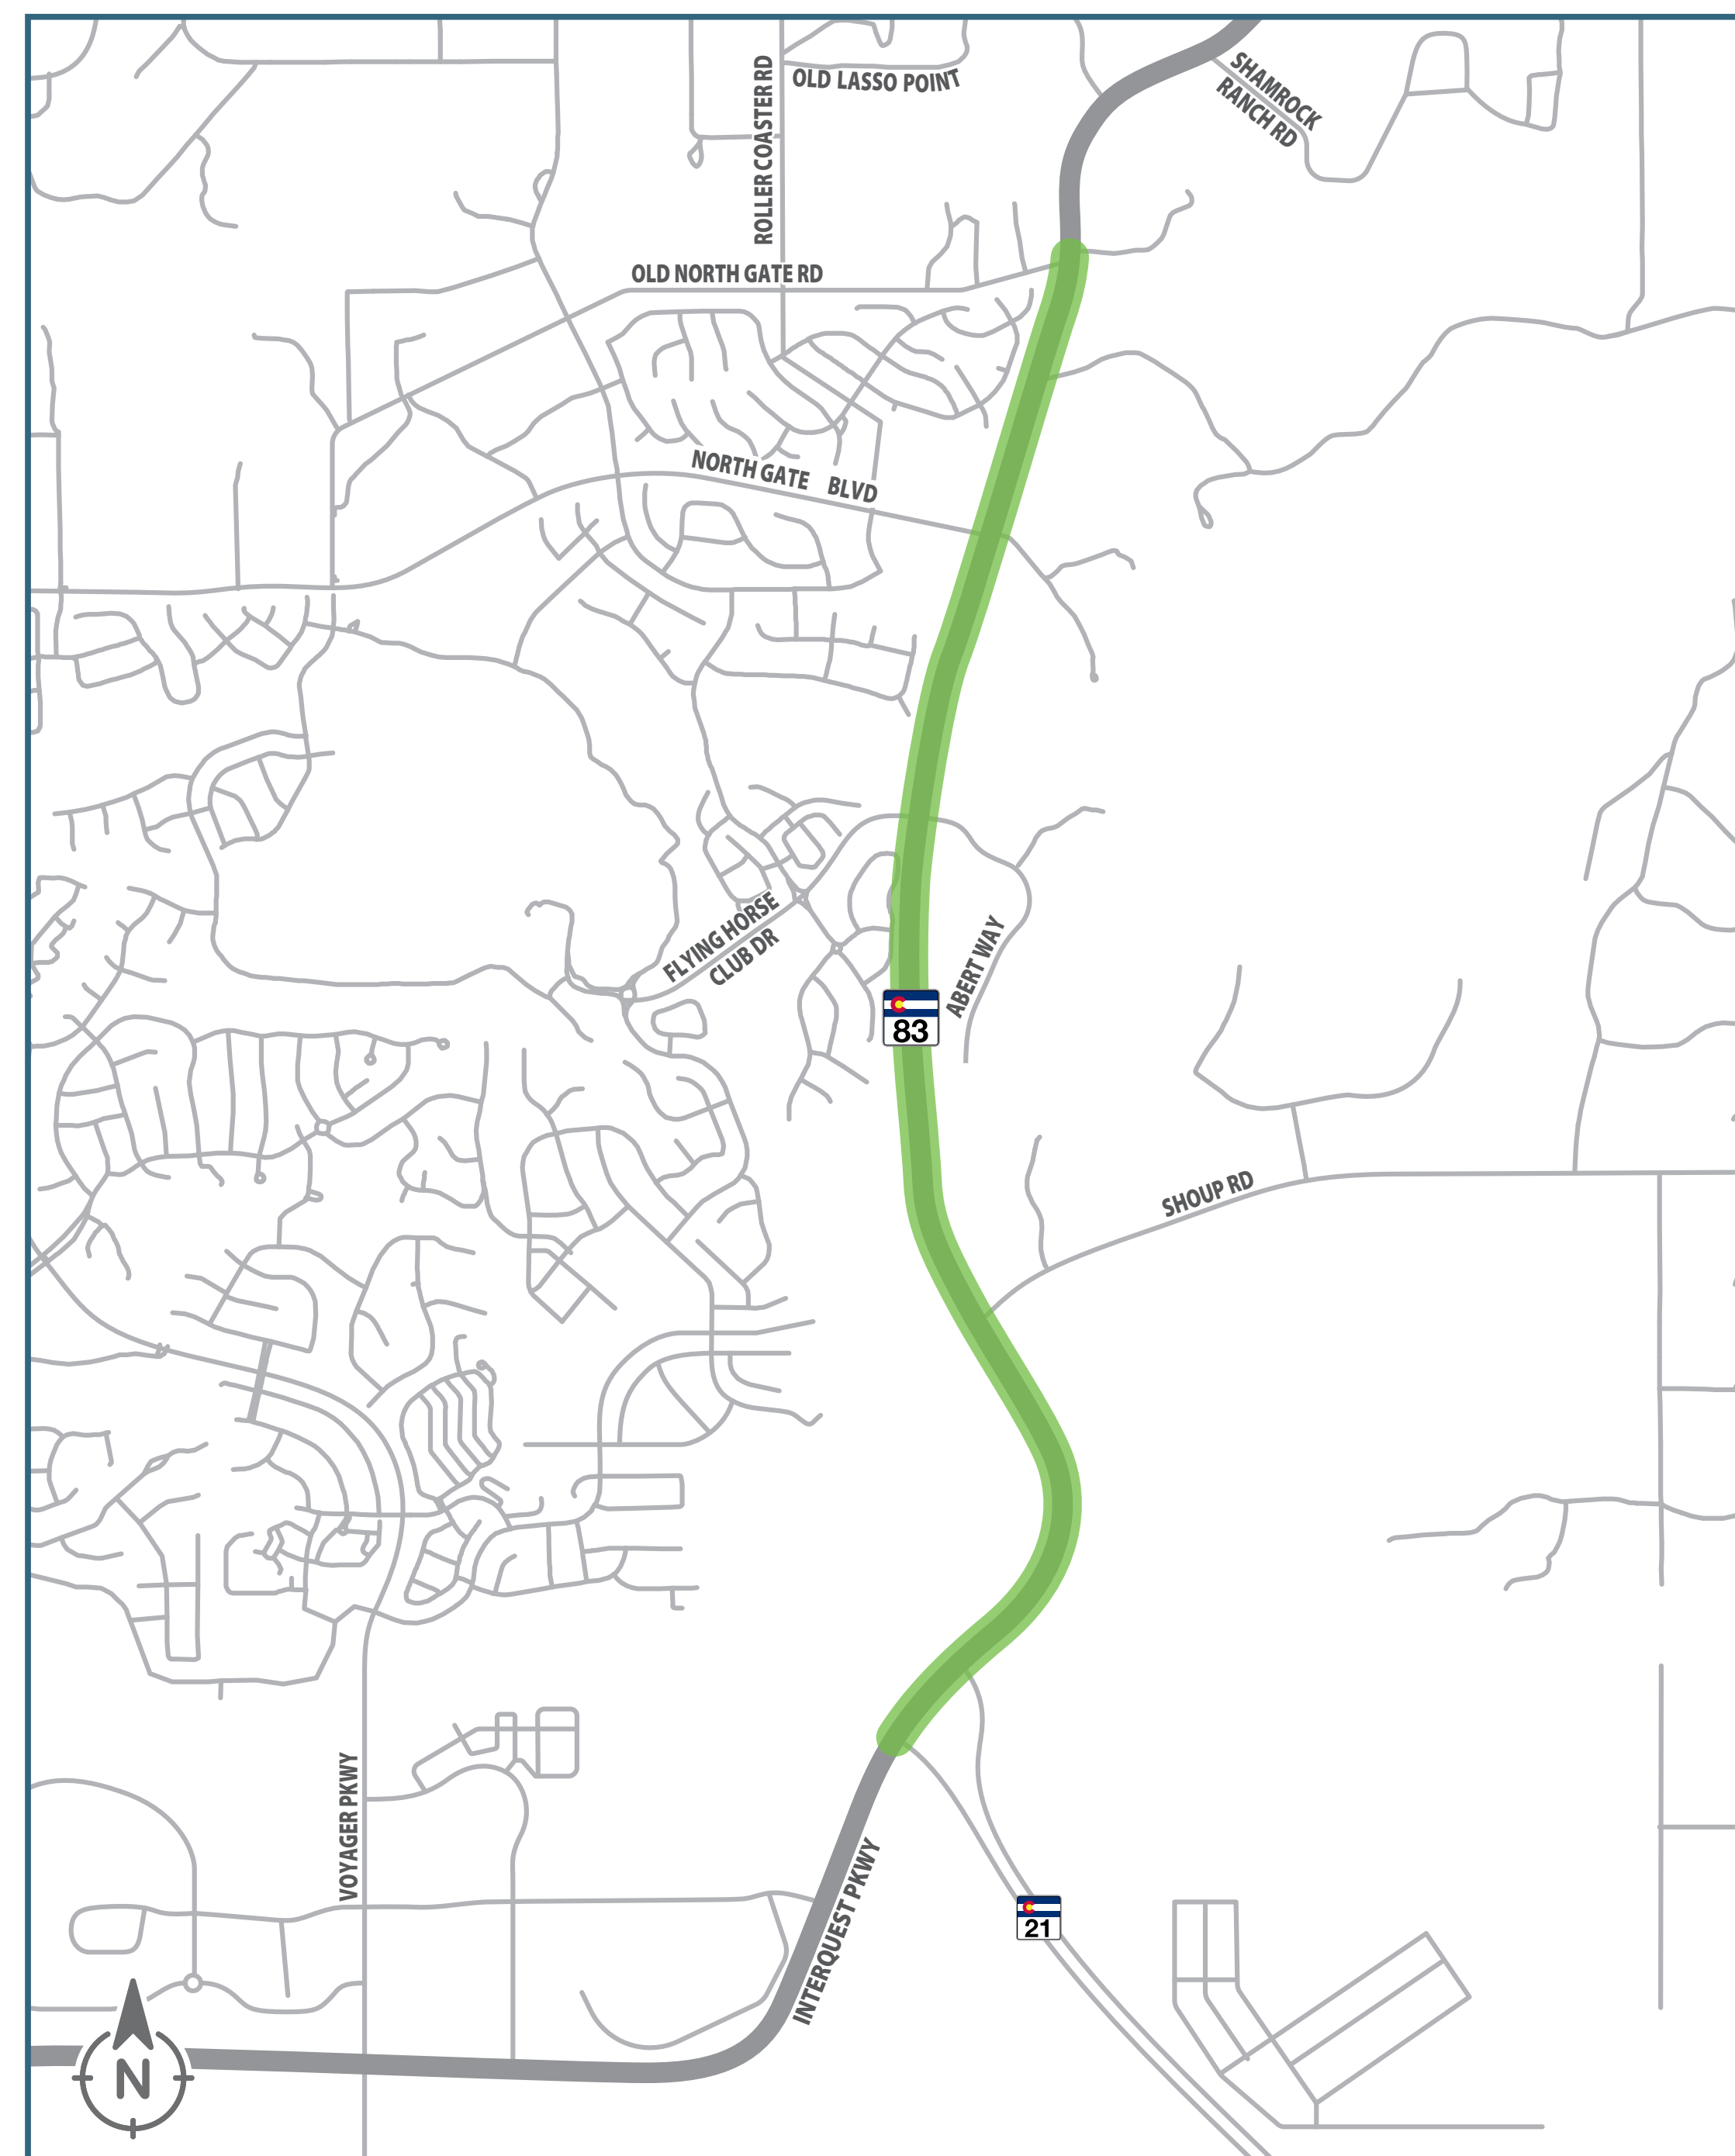 SHAMROCK
RANCH RD
OLD LASSO POINT
ROLLER COASTER RD
OLD NORTH GATE RD
NORTH GATE BLVD
FLYING HORSE
CLUB DR
ABERT WAY
83
SHOUP RD
VOYAGER PKWY
INTERQUEST PKWY
21
N